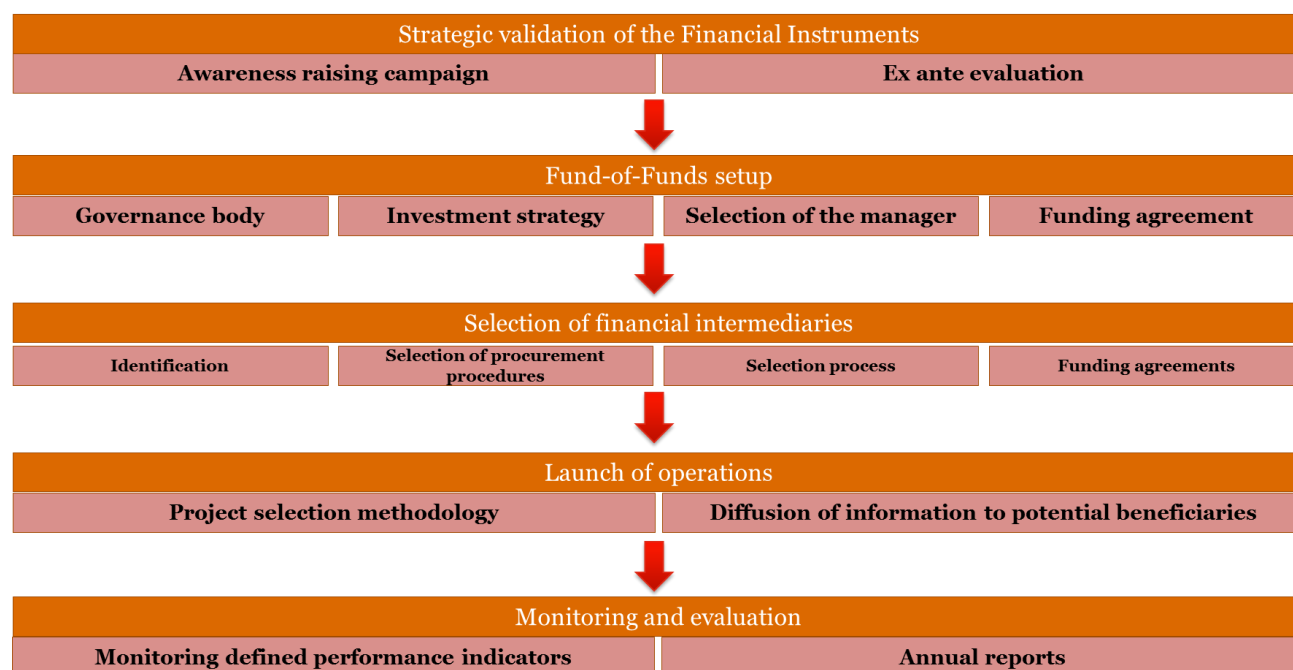 Strategic validation of the Financial Instruments
Awareness raising campaign
Ex ante evaluation
Fund-of-Funds setup
Governance body
Investment strategy
Selection of the manager
Funding agreement
Selection of financial intermediaries
Identification
Selection of procurement
procedures
Selection process
Funding agreements
Launch of operations
Project selection methodology
Diffusion of information to potential beneficiaries
Monitoring and evaluation
Monitoring defined performance indicators
Annual reports